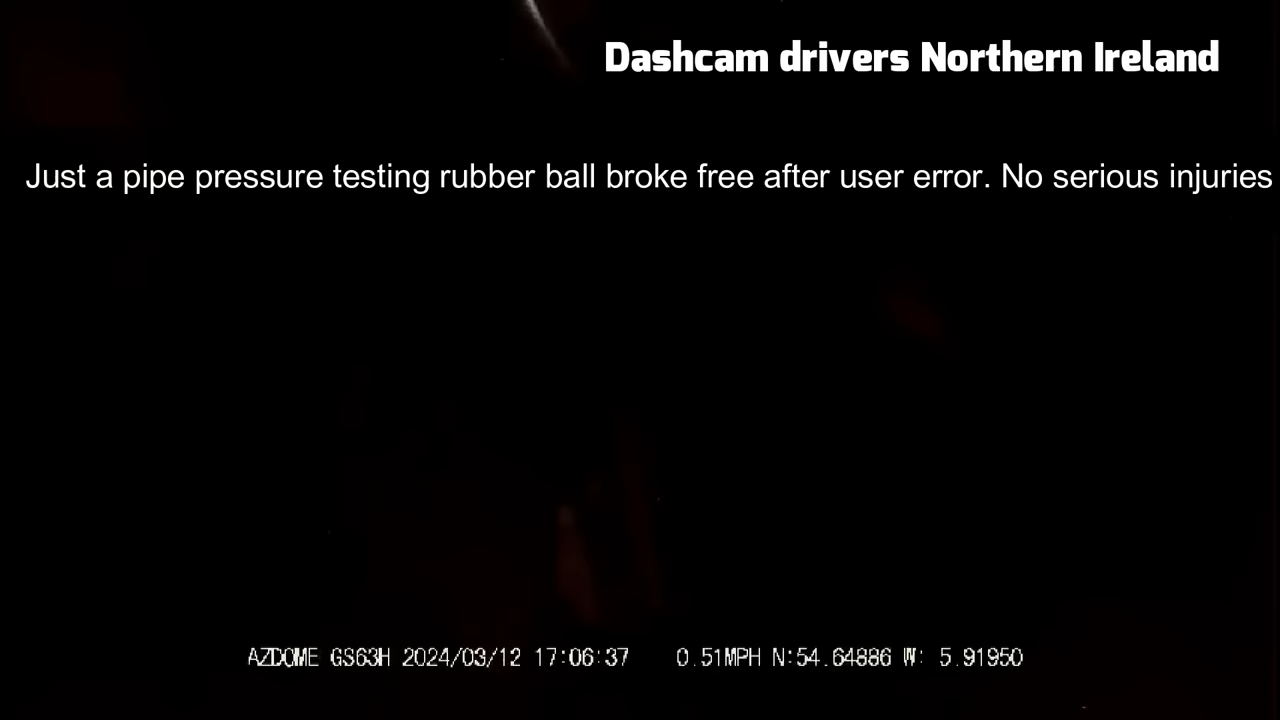 Dashcam drivers Northern Ireland
Just a pipe pressure testing rubber ball broke free after user error. No serious injuries
AZDOME GS63H 2024/03/12 17:06:37 0.51MPH N:54.64886 W: 5.91950